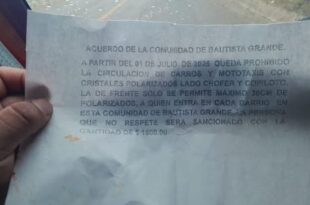 ACUERDO DE LA COMUNIDAD DE BAUTISTA GRANDE.
A PARTIR DEL 01 DE JULIO DE 2025 QUEDA PROHIBIDO
LA CIRCULACION DE CARROS Y MOTOTAXIS CON
CRISTALES POLARIZADOS LADO CHOFER Y COPILOTO.
LA DE FRENTE SOLO SE PERMITE MAXIMO 30CM DE
POLARIZADOS, A QUIEN ENTRA EN CADA BARRIO EN
ESTA COMUNIDAD DE BAUTISTA GRANDE, LA PERSONA
QUE NO RESPETE SERA SANCIONADO CON LA
CANTIDAD DE $